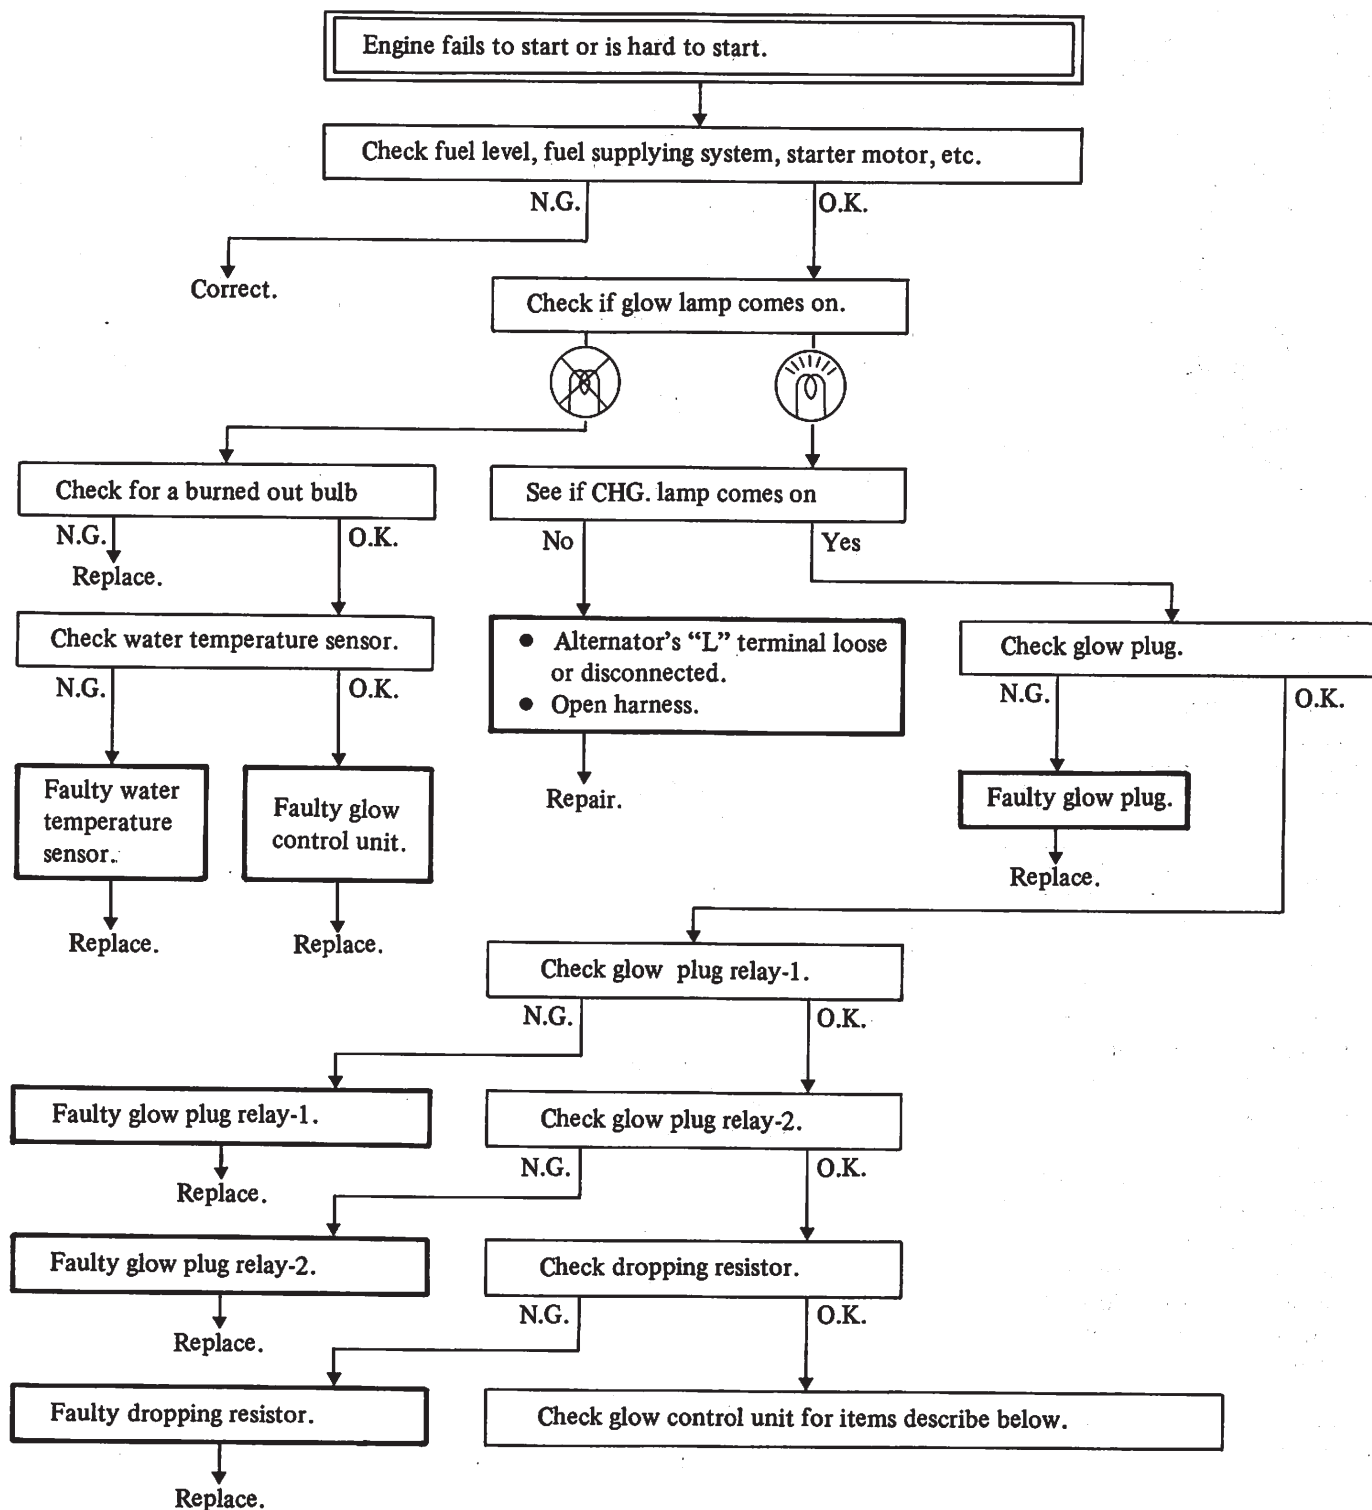 Engine fails to start or is hard to start.
Check fuel level, fuel supplying system, starter motor, etc.
N.G.
O.K.
Correct.
Check if glow lamp comes on.
Check for a burned out bulb
See if CHG. lamp comes on
N.G.
O.K.
No
Yes
Replace.
Check water temperature sensor.
● Alternator's “L” terminal loose
or disconnected.
● Open harness.
Check glow plug.
N.G.
O.K.
N.G.
O.K.
Faulty water
temperature
sensor.
Faulty glow
control unit.
Repair.
Faulty glow plug.
Replace.
Replace.
Replace.
Check glow plug relay-1.
N.G.
O.K.
Faulty glow plug relay-1.
Check glow plug relay-2.
Replace.
N.G.
O.K.
Faulty glow plug relay-2.
Check dropping resistor.
Replace.
N.G.
O.K.
Faulty dropping resistor.
Check glow control unit for items describe below.
Replace.